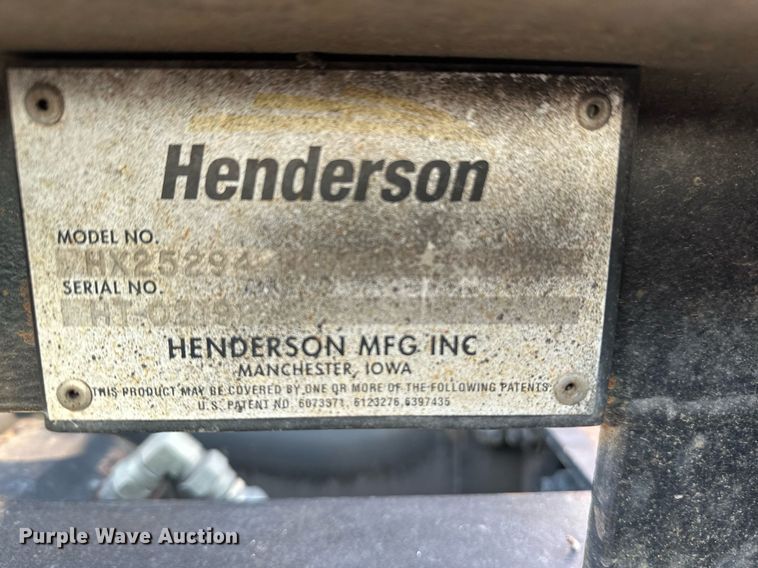 Henderson
MODEL NO.
SERIAL NO.
HENDERSON MFG INC
MANCHESTER, IOWA
THIS PRODUCT MAY BE COVERED BY ONE OR MORE OF THE FOLLOWING PATENTS:
U.S. PATENT NO. 6073371, 6123276, 6397435
Purple Wave Auction